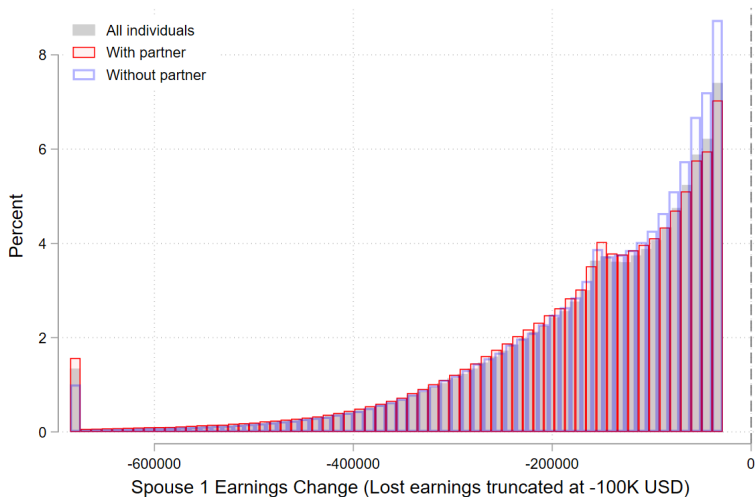 All individuals
With partner
Without partner
8
6
4
2
0
Percent
-600000 -400000 -200000 0
Spouse 1 Earnings Change (Lost earnings truncated at -100K USD)